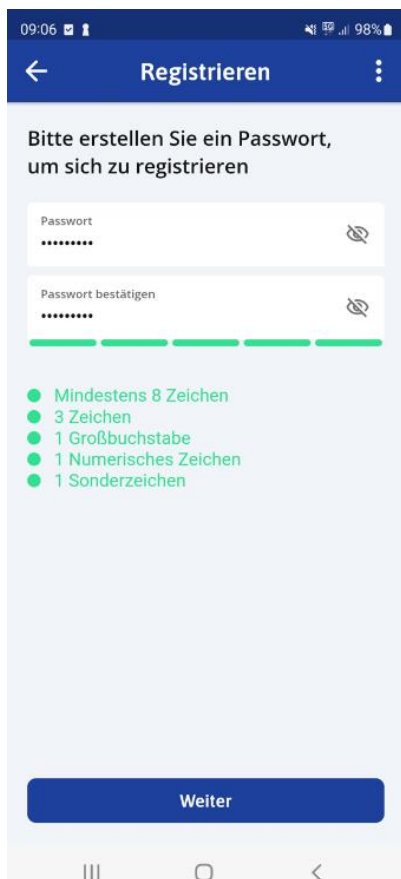 09:06 98%
Registrieren
Bitte erstellen Sie ein Passwort,
um sich zu registrieren
Passwort
•••••••••
Passwort bestätigen
•••••••••
Mindestens 8 Zeichen
3 Zeichen
1 Großbuchstabe
1 Numerisches Zeichen
1 Sonderzeichen
Weiter